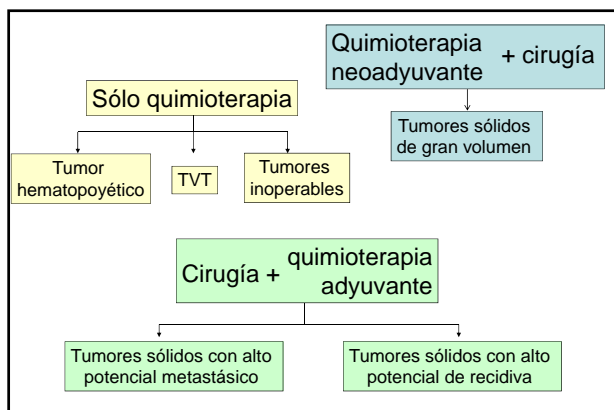 Quimioterapia
neoadyuvante + cirugía
Tumores sólidos
de gran volumen
Sólo quimioterapia
Tumor
hematopoyético
TVT
Tumores
inoperables
Cirugía + quimioterapia
adyuvante
Tumores sólidos con alto
potencial metastásico
Tumores sólidos con alto
potencial de recidiva